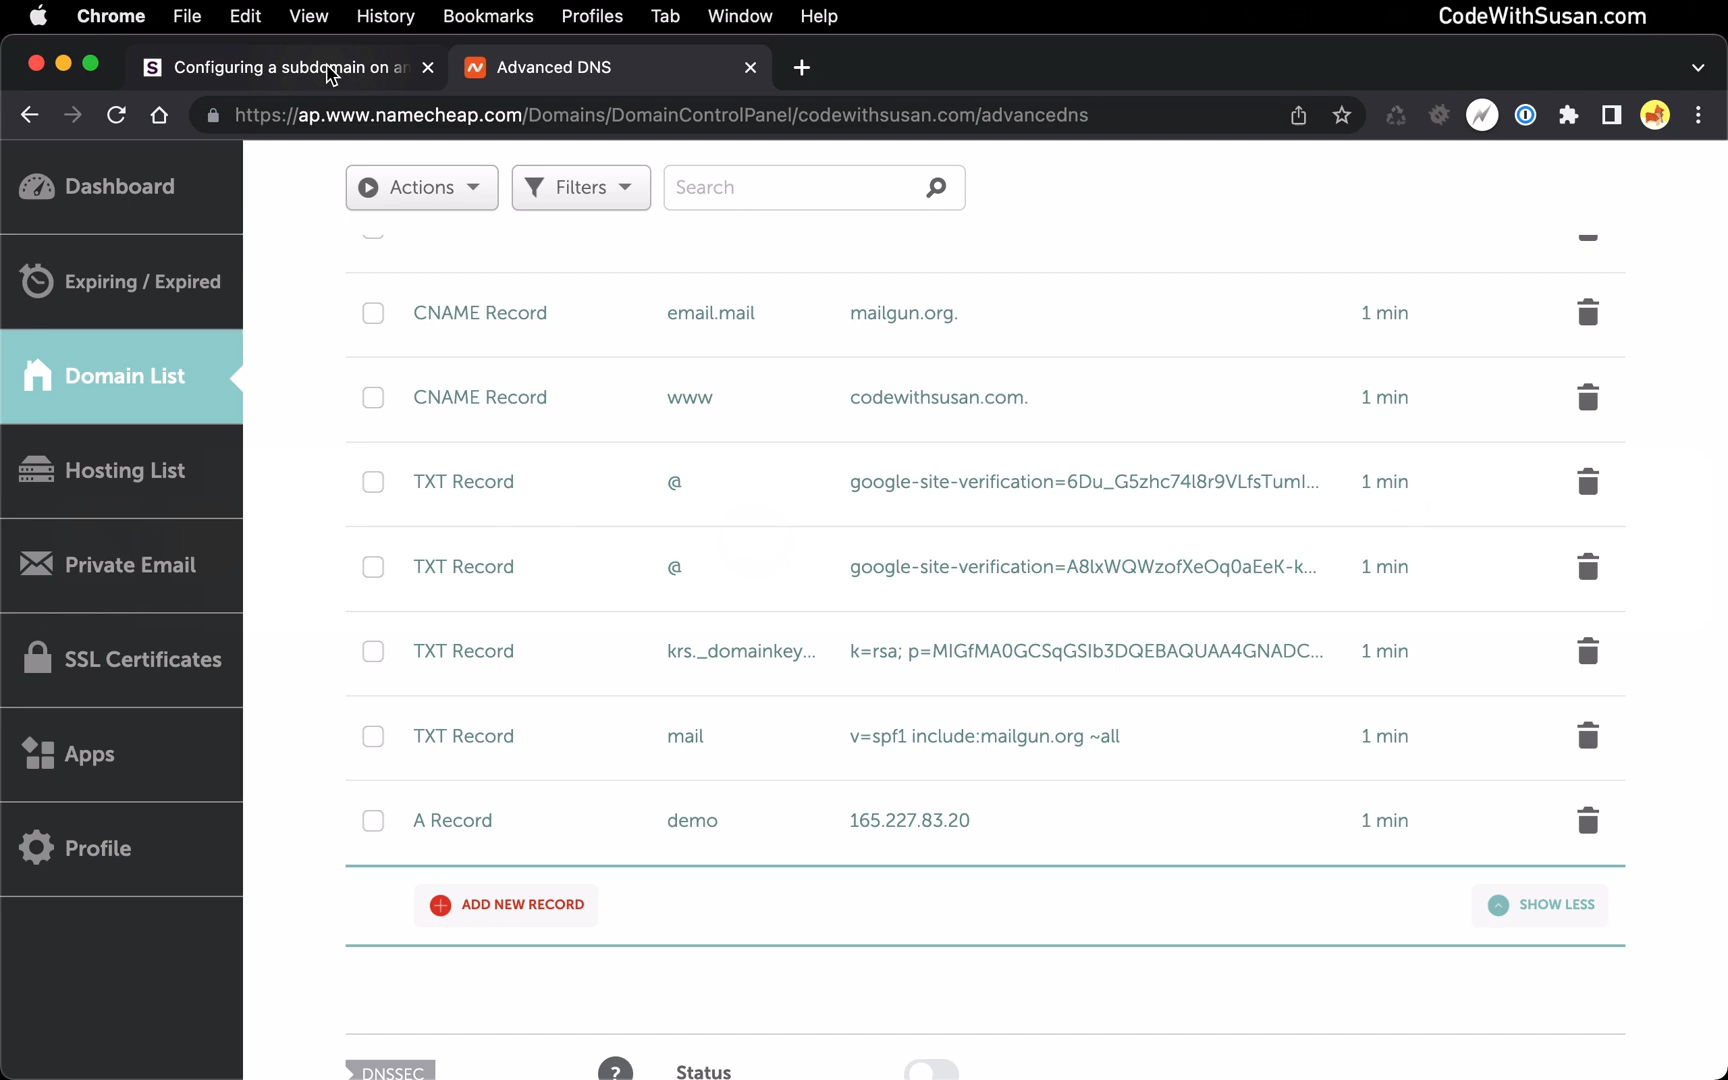 Chrome File Edit View History Bookmarks Profiles Tab Window Help
CodeWithSusan.com
S Configuring a subdomain on an
Advanced DNS
https://ap.www.namecheap.com/Domains/DomainControlPanel/codewithsusan.com/advanceddns
Dashboard
Expiring / Expired
Domain List
Hosting List
Private Email
SSL Certificates
Apps
Profile
Actions Filters Search
CNAME Record email.mail mailgun.org. 1 min
CNAME Record www codewithsusan.com. 1 min
TXT Record @ google-site-verification=6Du_G5zhc74l8r9VLfsTumI... 1 min
TXT Record @ google-site-verification=A8lxWQWzofXeOq0aEeK-k... 1 min
TXT Record krs._domainkey... k=rsa; p=MIGfMA0GCSqGSIb3DQEBAQUAA4GNADC... 1 min
TXT Record mail v=spf1 include:mailgun.org ~all 1 min
A Record demo 165.227.83.20 1 min
ADD NEW RECORD
SHOW LESS
DNSSEC ? Status